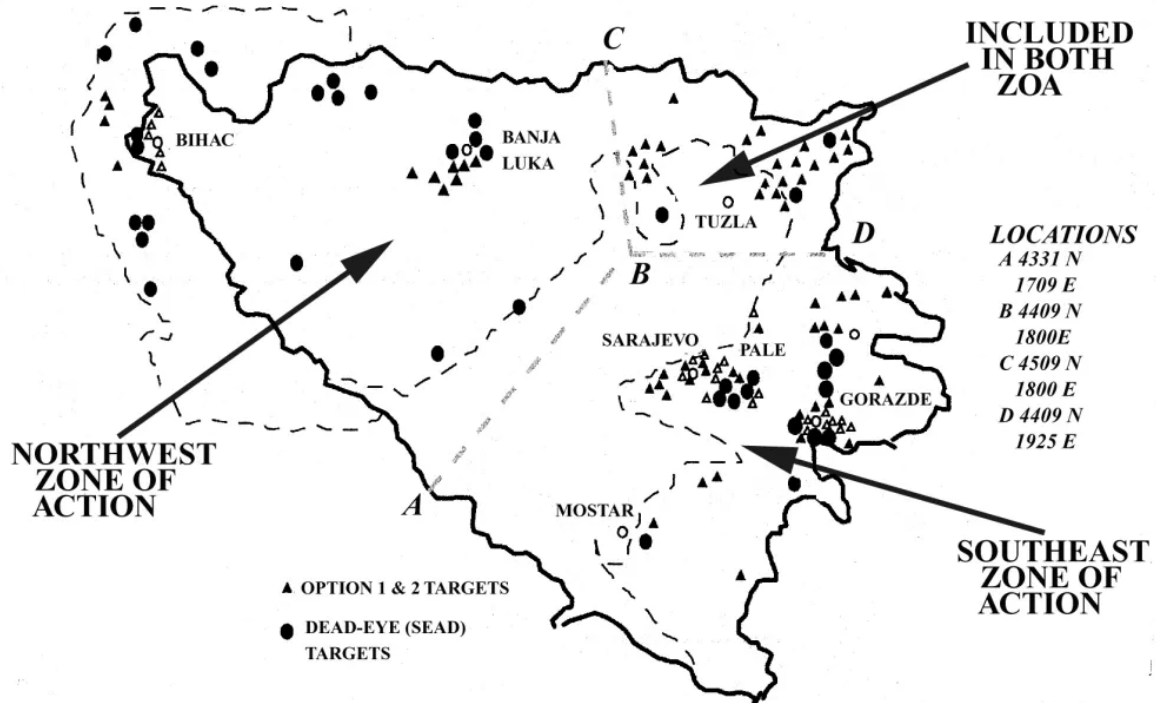 C
INCLUDED
IN BOTH
ZOA
BIHAC
BANJA
LUKA
TUZLA
D
B
LOCATIONS
A 4331 N
1709 E
B 4409 N
1800E
C 4509 N
1800 E
D 4409 N
1925 E
SARAJEVO
PALE
GORAZDE
NORTHWEST
ZONE OF
ACTION
A
MOSTAR
SOUTHEAST
ZONE OF
ACTION
OPTION 1 & 2 TARGETS
DEAD-EYE (SEAD)
TARGETS